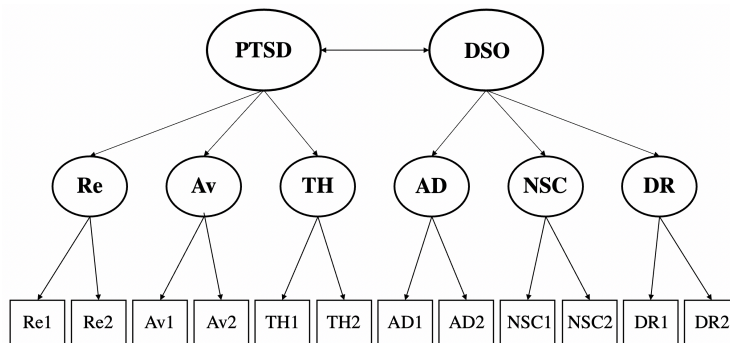 PTSD DSO
Re Av TH AD NSC DR
Re1 Re2 Av1 Av2 TH1 TH2 AD1 AD2 NSC1 NSC2 DR1 DR2